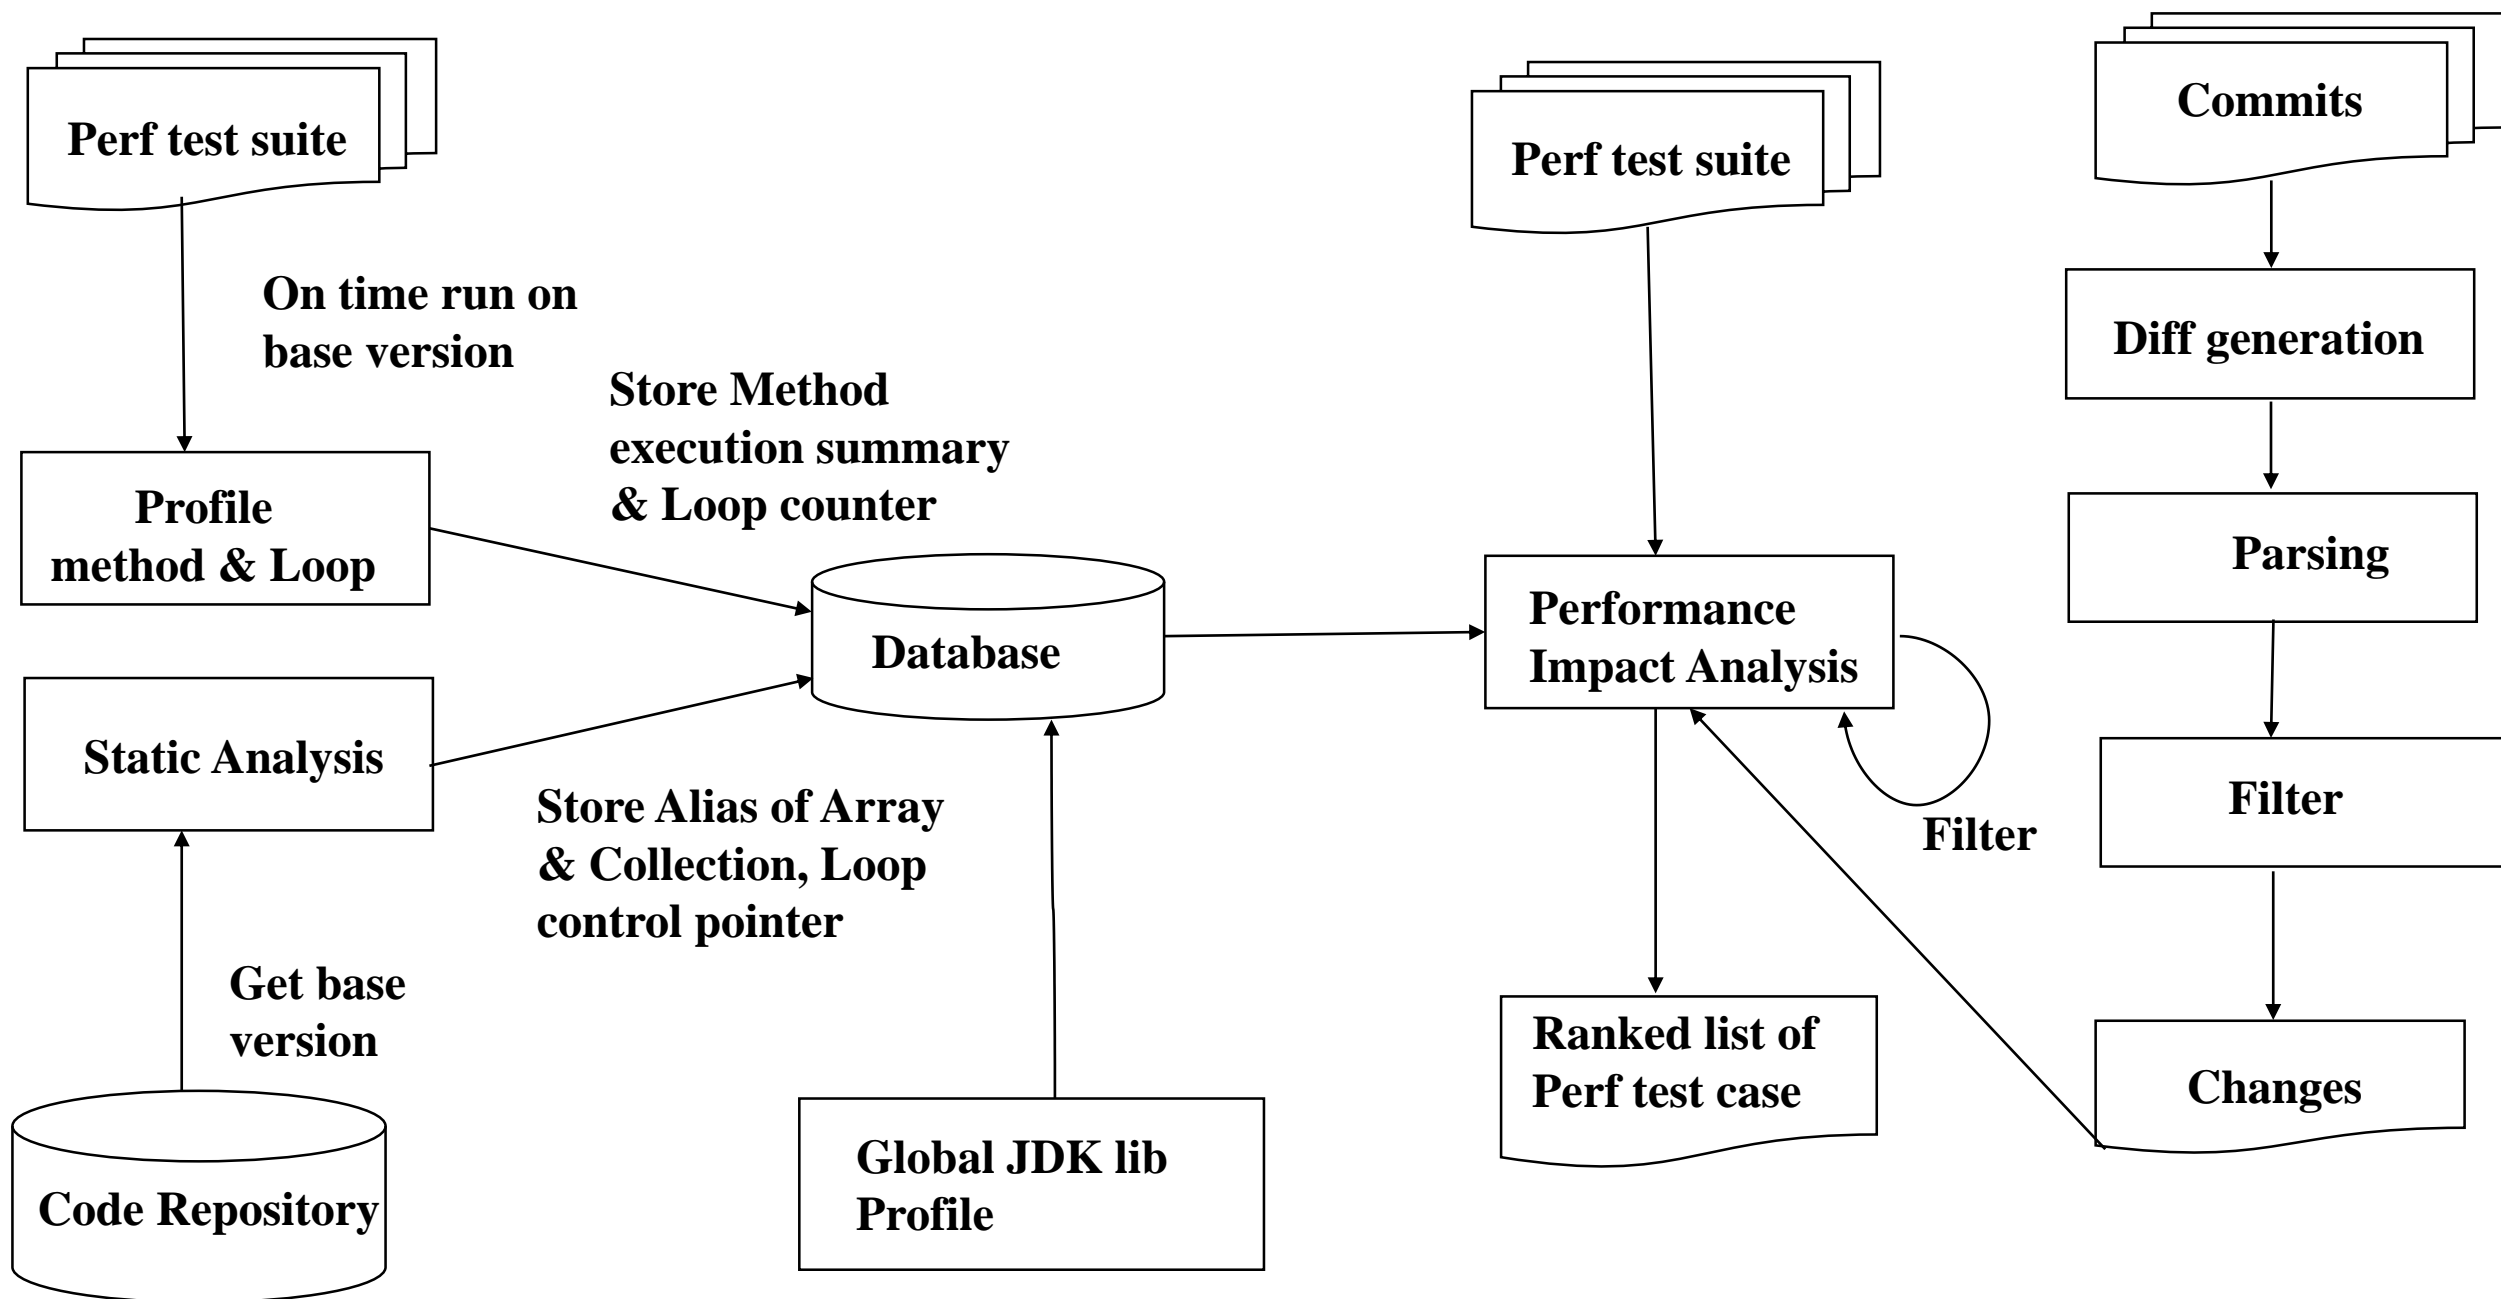 Perf test suite
On time run on
base version
Profile
method & Loop
Store Method
execution summary
& Loop counter
Static Analysis
Store Alias of Array
& Collection, Loop
control pointer
Get base
version
Code Repository
Database
Global JDK lib
Profile
Perf test suite
Performance
Impact Analysis
Filter
Ranked list of
Perf test case
Commits
Diff generation
Parsing
Filter
Changes